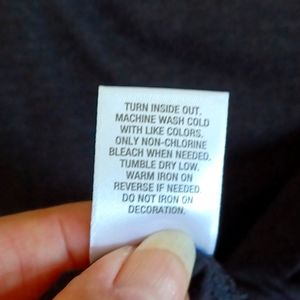 TURN INSIDE OUT.
MACHINE WASH COLD
WITH LIKE COLORS.
ONLY NON-CHLORINE
BLEACH WHEN NEEDED.
TUMBLE DRY LOW.
WARM IRON ON
REVERSE IF NEEDED.
DO NOT IRON ON
DECORATION.